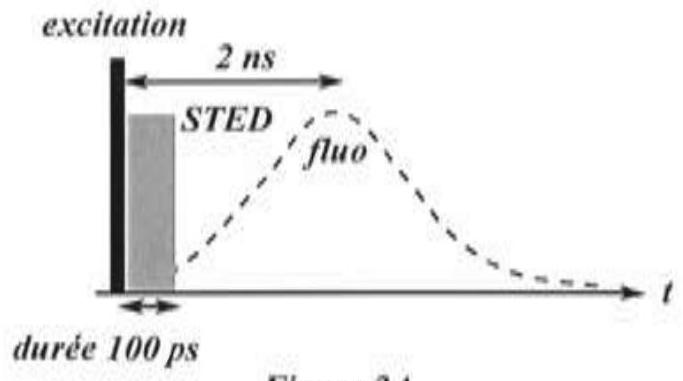 excitation
2 ns
STED
fluo
t
durée 100 ps